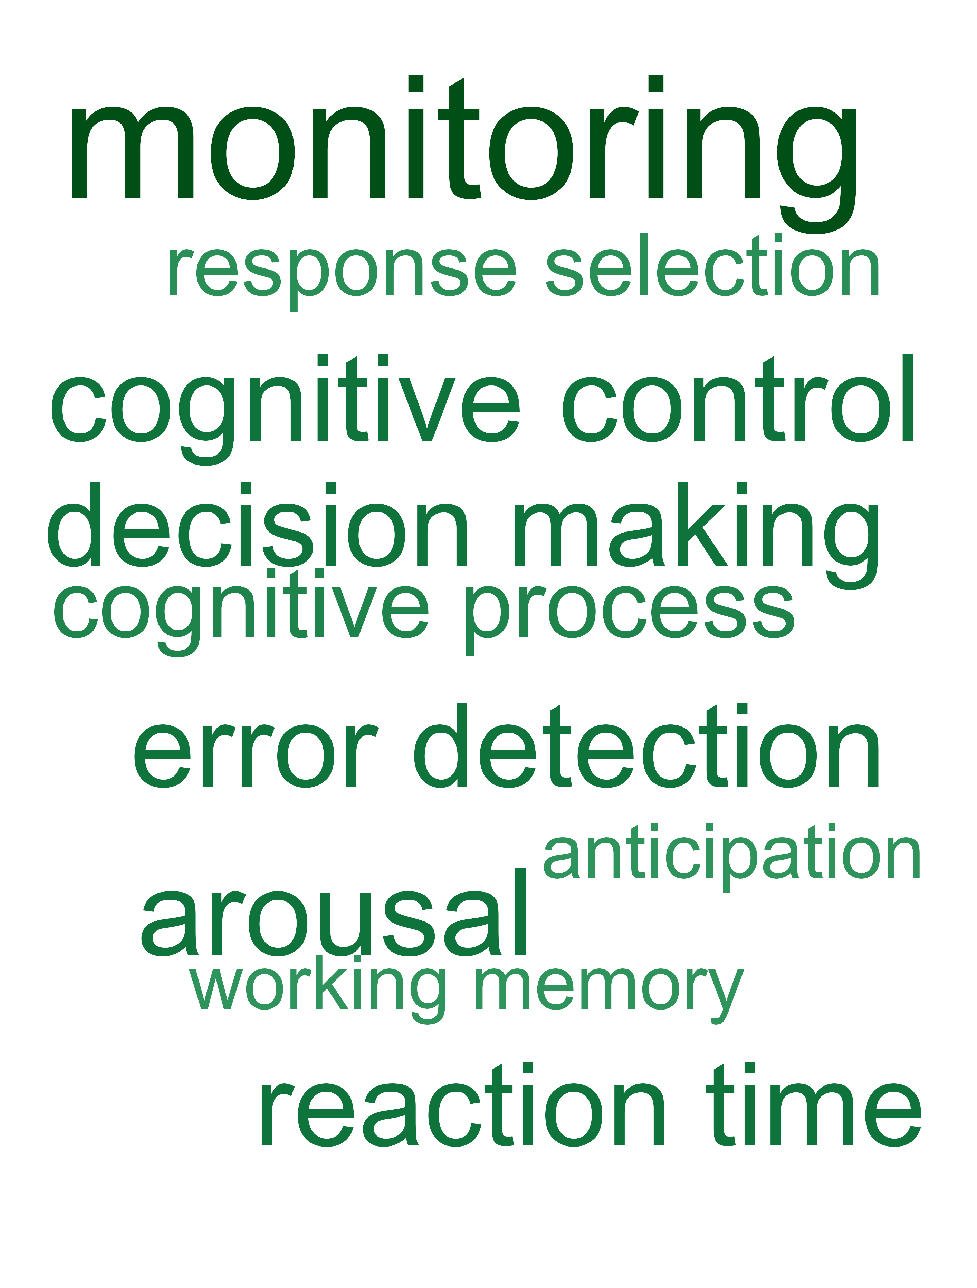 monitoring
response selection
cognitive control
decision making
cognitive process
error detection
anticipation
arousal
working memory
reaction time